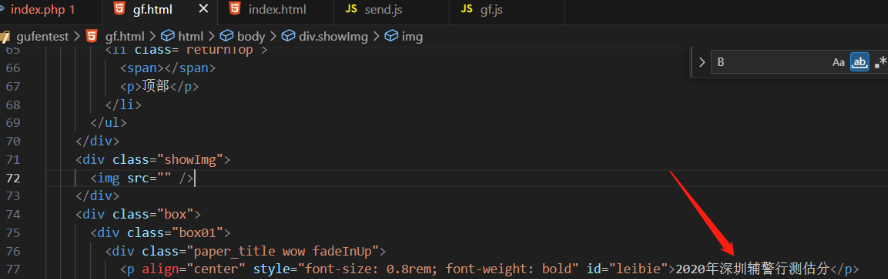 index.php 1 gf.html × index.html JS send.js JS gf.js
gufentest > gf.html > html > body > div.showImg > img
65 <li class="returnTop">
66 <span></span>
67 <p>顶部</p>
68 </li>
69 </ul>
70 </div>
71 <div class="showImg">
72 <img src="" />
73 </div>
74 <div class="box">
75 <div class="box01">
76 <div class="paper_title wow fadeInUp">
77 <p align="center" style="font-size: 0.8rem; font-weight: bold" id="leibie">2020年深圳辅警行测估分</p>
> B Aa ab .*